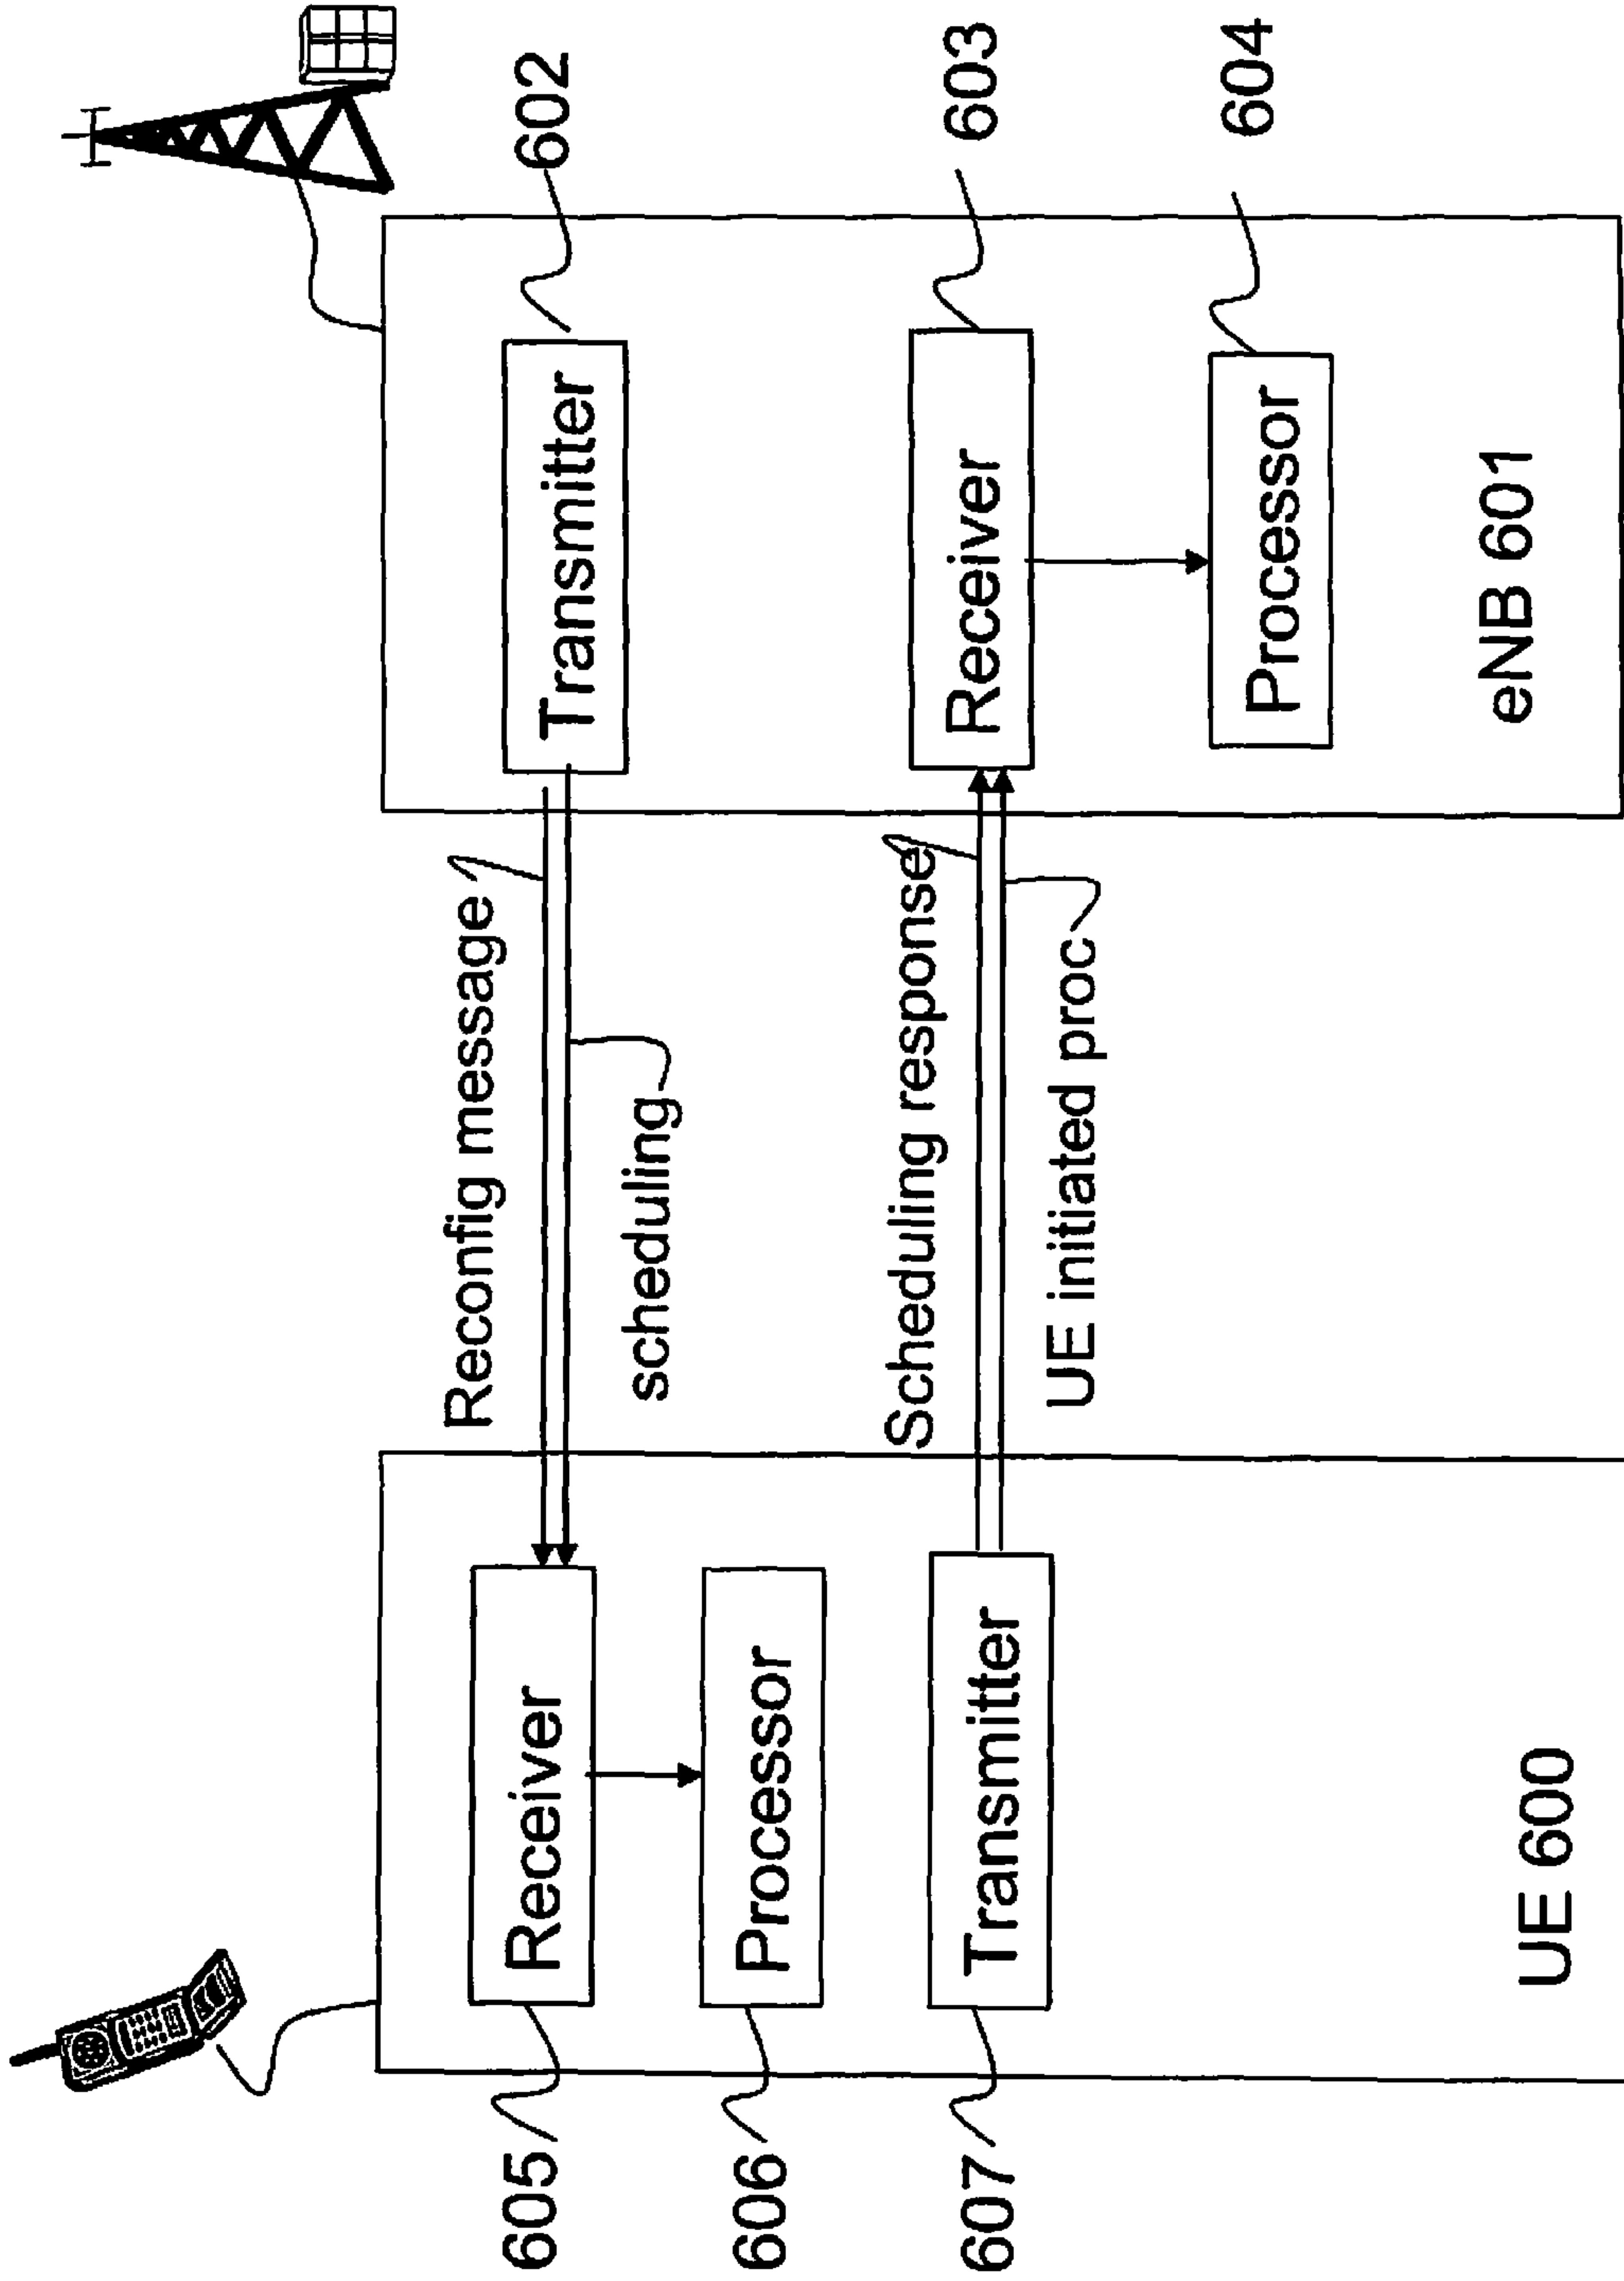 602
Transmitter
603
Receiver
604
Processor
eNB 601
Reconfig message
scheduling
Scheduling response
UE initiated proc
605
Receiver
606
Processor
607
Transmitter
UE 600